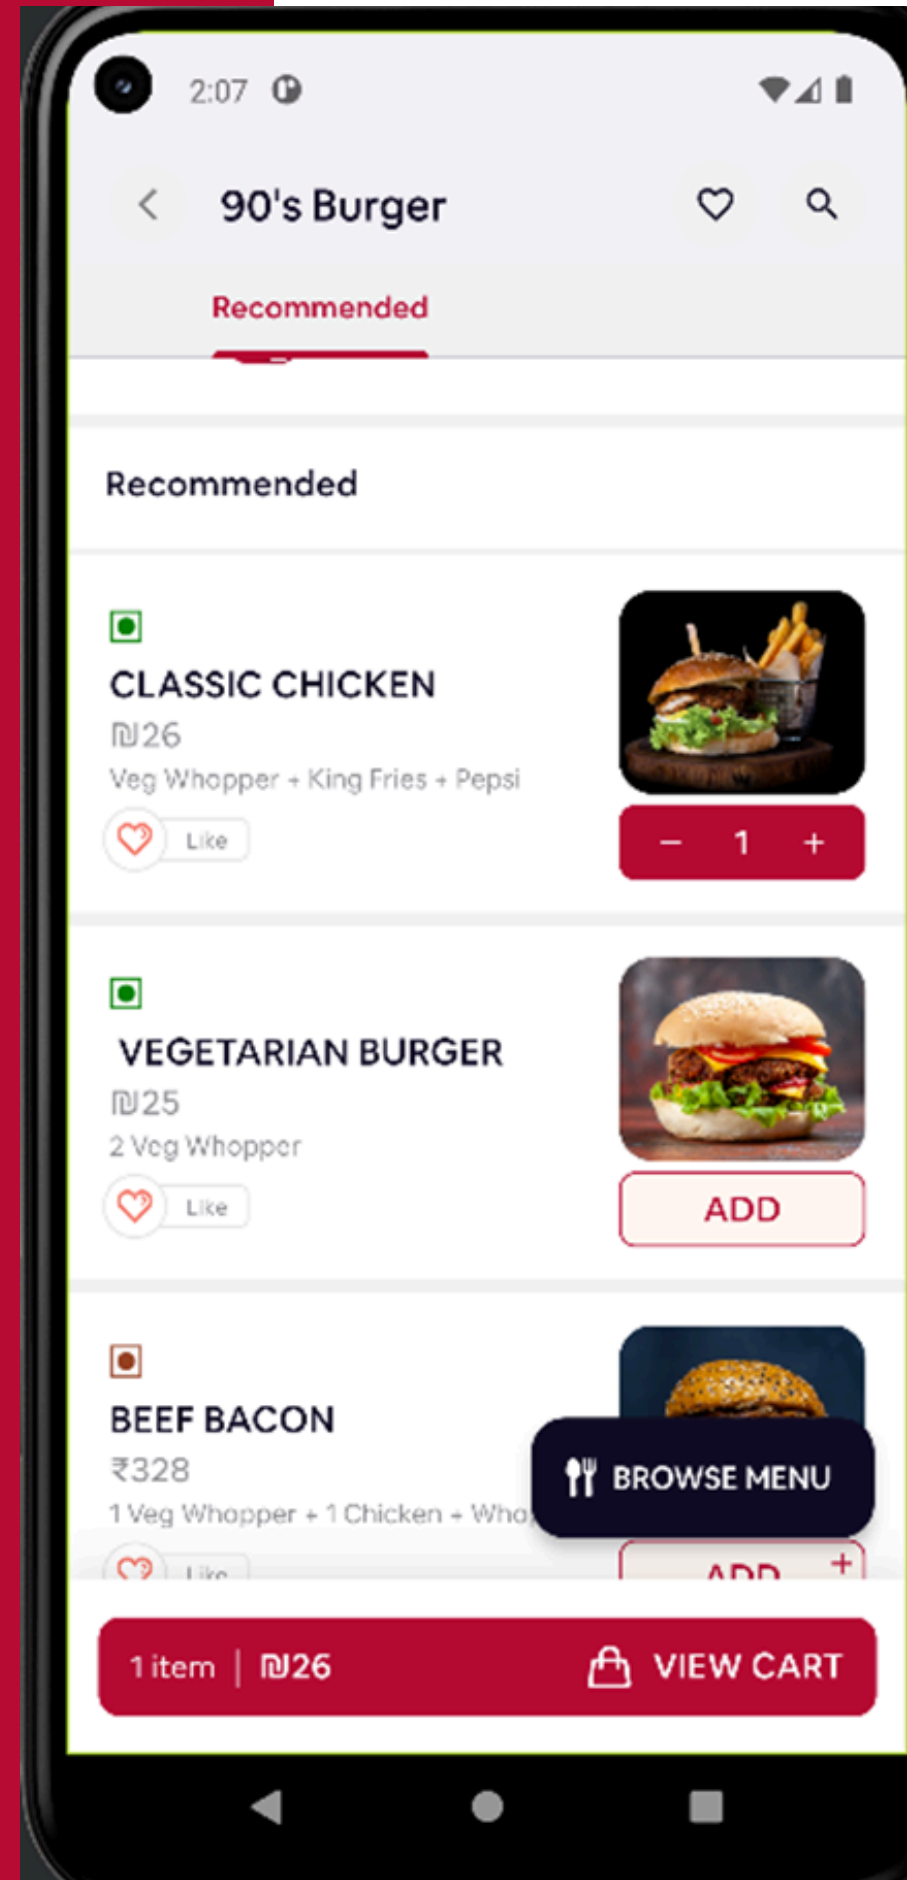 2:07
90's Burger
Recommended
Recommended
CLASSIC CHICKEN
₪26
Veg Whopper + King Fries + Pepsi
Like
− 1 +
VEGETARIAN BURGER
₪25
2 Veg Whopper
Like
ADD
BEEF BACON
₹328
1 Veg Whopper + 1 Chicken +
BROWSE MENU
Like
ADD +
1 item | ₪26
VIEW CART